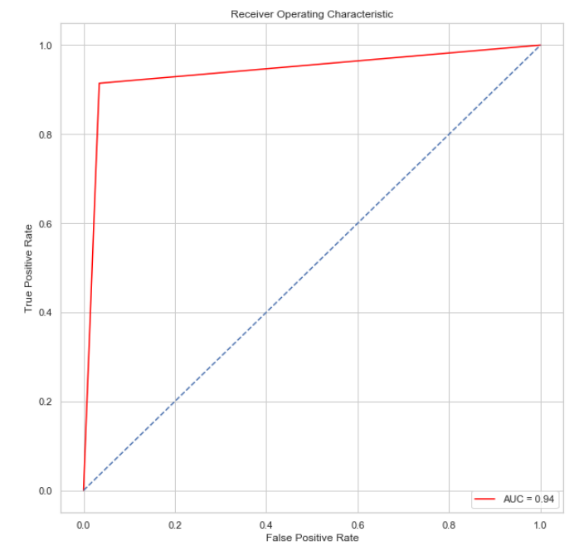 Receiver Operating Characteristic
1.0
0.8
0.6
0.4
0.2
0.0
True Positive Rate
AUC = 0.94
0.0 0.2 0.4 0.6 0.8 1.0
False Positive Rate